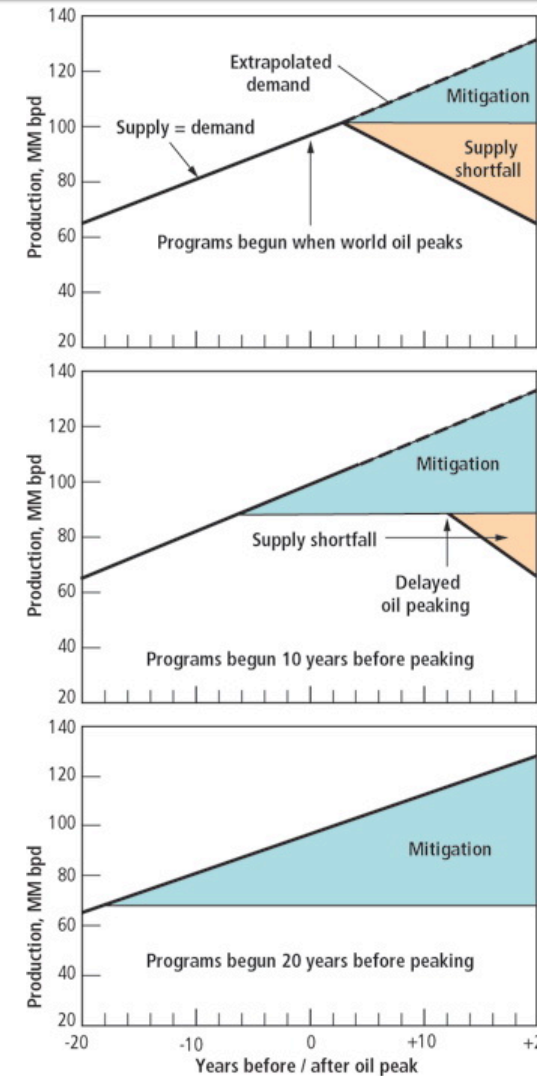 140
120
100
80
60
40
20
Production, MM bpd
Extrapolated
demand
Mitigation
Supply = demand
Supply
shortfall
Programs begun when world oil peaks
140
120
100
80
60
40
20
Production, MM bpd
Mitigation
Supply shortfall
Delayed
oil peaking
Programs begun 10 years before peaking
140
120
100
80
60
40
20
Production, MM bpd
Mitigation
Programs begun 20 years before peaking
-20 -10 0 +10
Years before / after oil peak